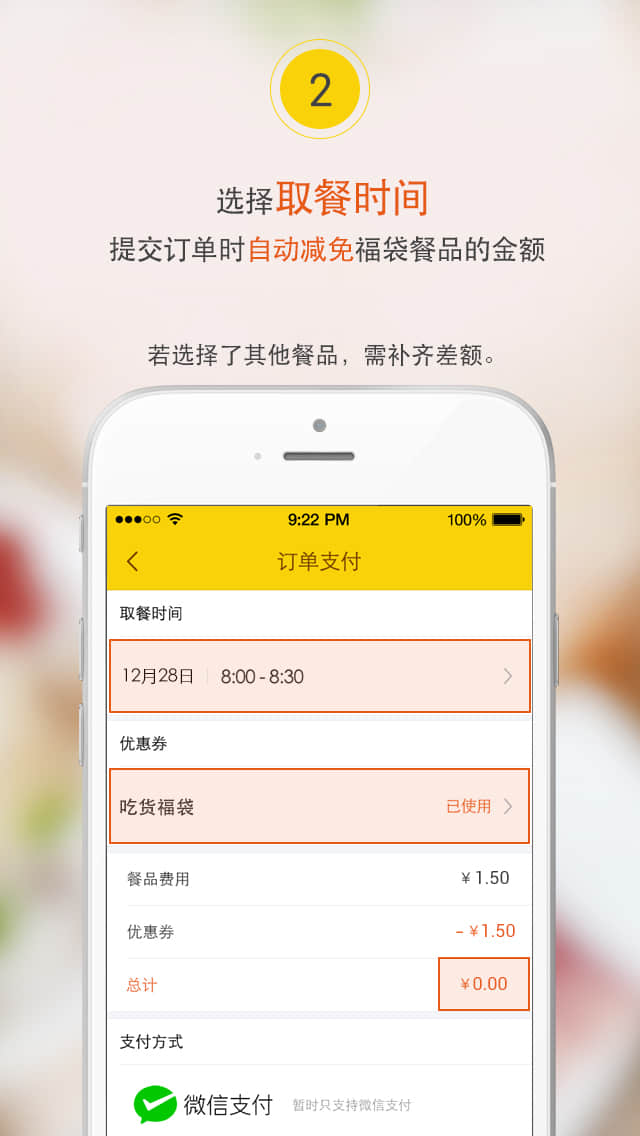 2
选择取餐时间
提交订单时自动减免福袋餐品的金额
若选择了其他餐品，需补齐差额。
9:22 PM 100%
订单支付
取餐时间
12月28日 8:00 - 8:30
优惠券
吃货福袋 已使用
餐品费用 ¥1.50
优惠券 -¥1.50
总计 ¥0.00
支付方式
微信支付 暂时只支持微信支付